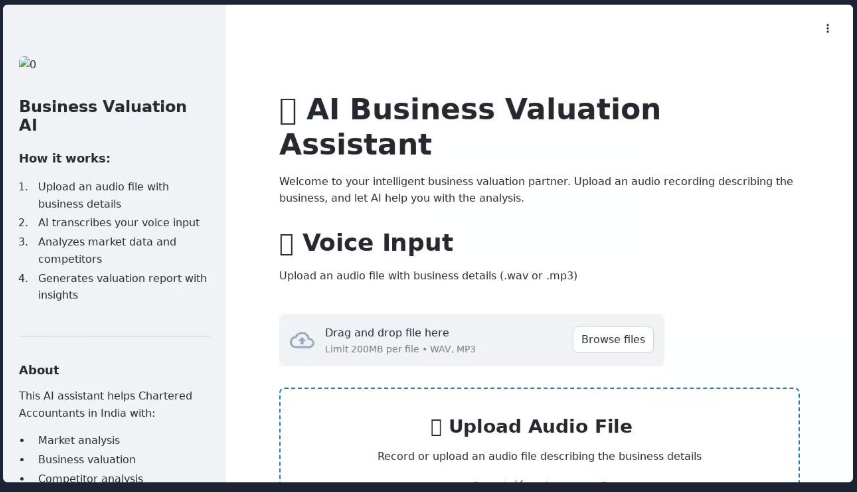 0
Business Valuation
AI
How it works:
1. Upload an audio file with
business details
2. AI transcribes your voice input
3. Analyzes market data and
competitors
4. Generates valuation report with
insights
About
This AI assistant helps Chartered
Accountants in India with:
• Market analysis
• Business valuation
• Competitor analysis
AI Business Valuation
Assistant
Welcome to your intelligent business valuation partner. Upload an audio recording describing the
business, and let AI help you with the analysis.
Voice Input
Upload an audio file with business details (.wav or .mp3)
Drag and drop file here
Limit 200MB per file • WAV, MP3
Browse files
Upload Audio File
Record or upload an audio file describing the business details